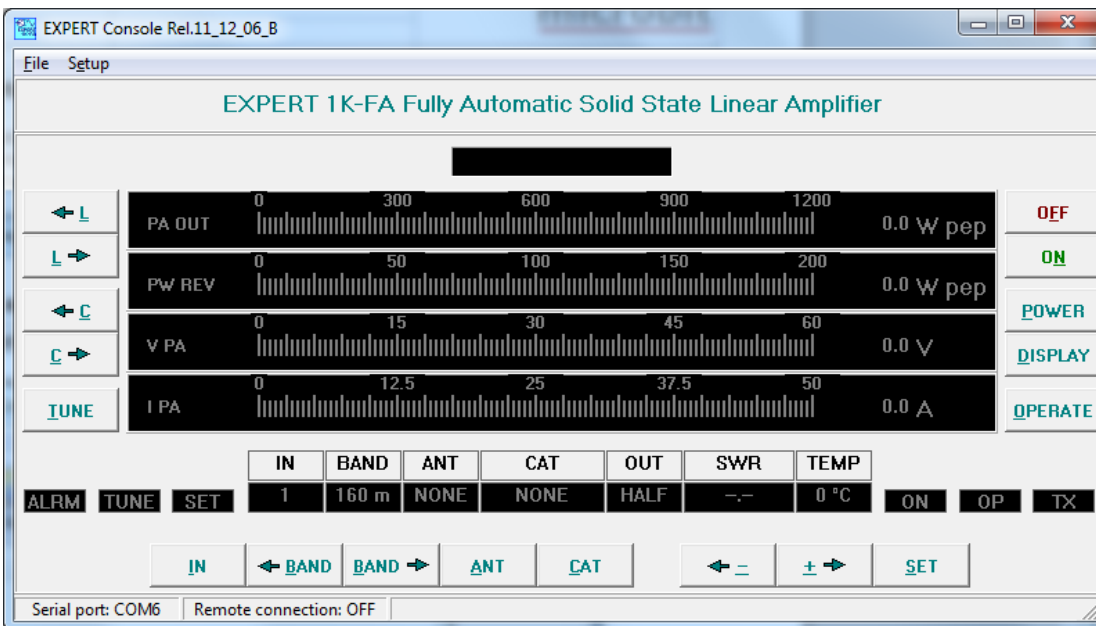 EXPERT Console Rel.11_12_06_B
File Setup
EXPERT 1K-FA Fully Automatic Solid State Linear Amplifier
L
L
C
C
TUNE
0 300 600 900 1200
PA OUT 0.0 W pep
0 50 100 150 200
PW REV 0.0 W pep
0 15 30 45 60
V PA 0.0 V
0 12.5 25 37.5 50
I PA 0.0 A
OFF
ON
POWER
DISPLAY
OPERATE
IN BAND ANT CAT OUT SWR TEMP
1 160 m NONE NONE HALF -.- 0 °C
ALRM TUNE SET ON OP TX
IN BAND BAND ANT CAT - + SET
Serial port: COM6 Remote connection: OFF